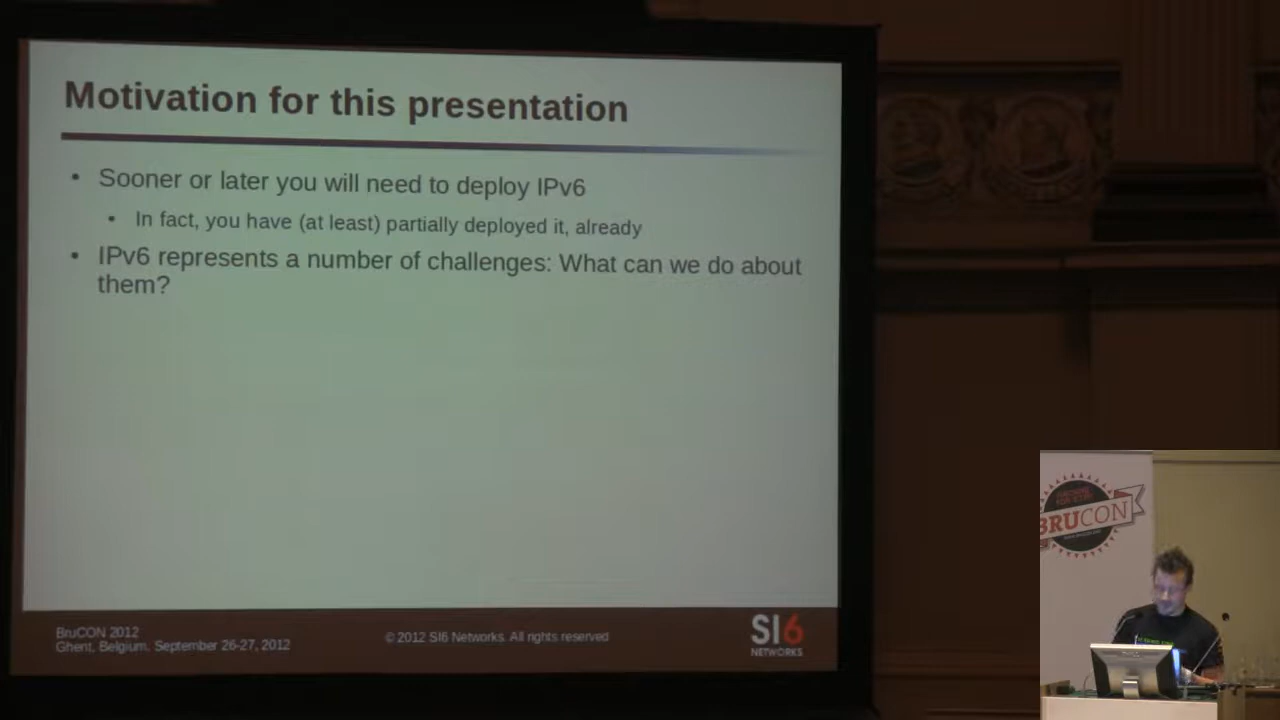 Motivation for this presentation
• Sooner or later you will need to deploy IPv6
• In fact, you have (at least) partially deployed it, already
• IPv6 represents a number of challenges: What can we do about
them?
BruCON 2012
Ghent, Belgium. September 26-27, 2012
© 2012 SI6 Networks. All rights reserved
SI6
NETWORKS
BRUCON